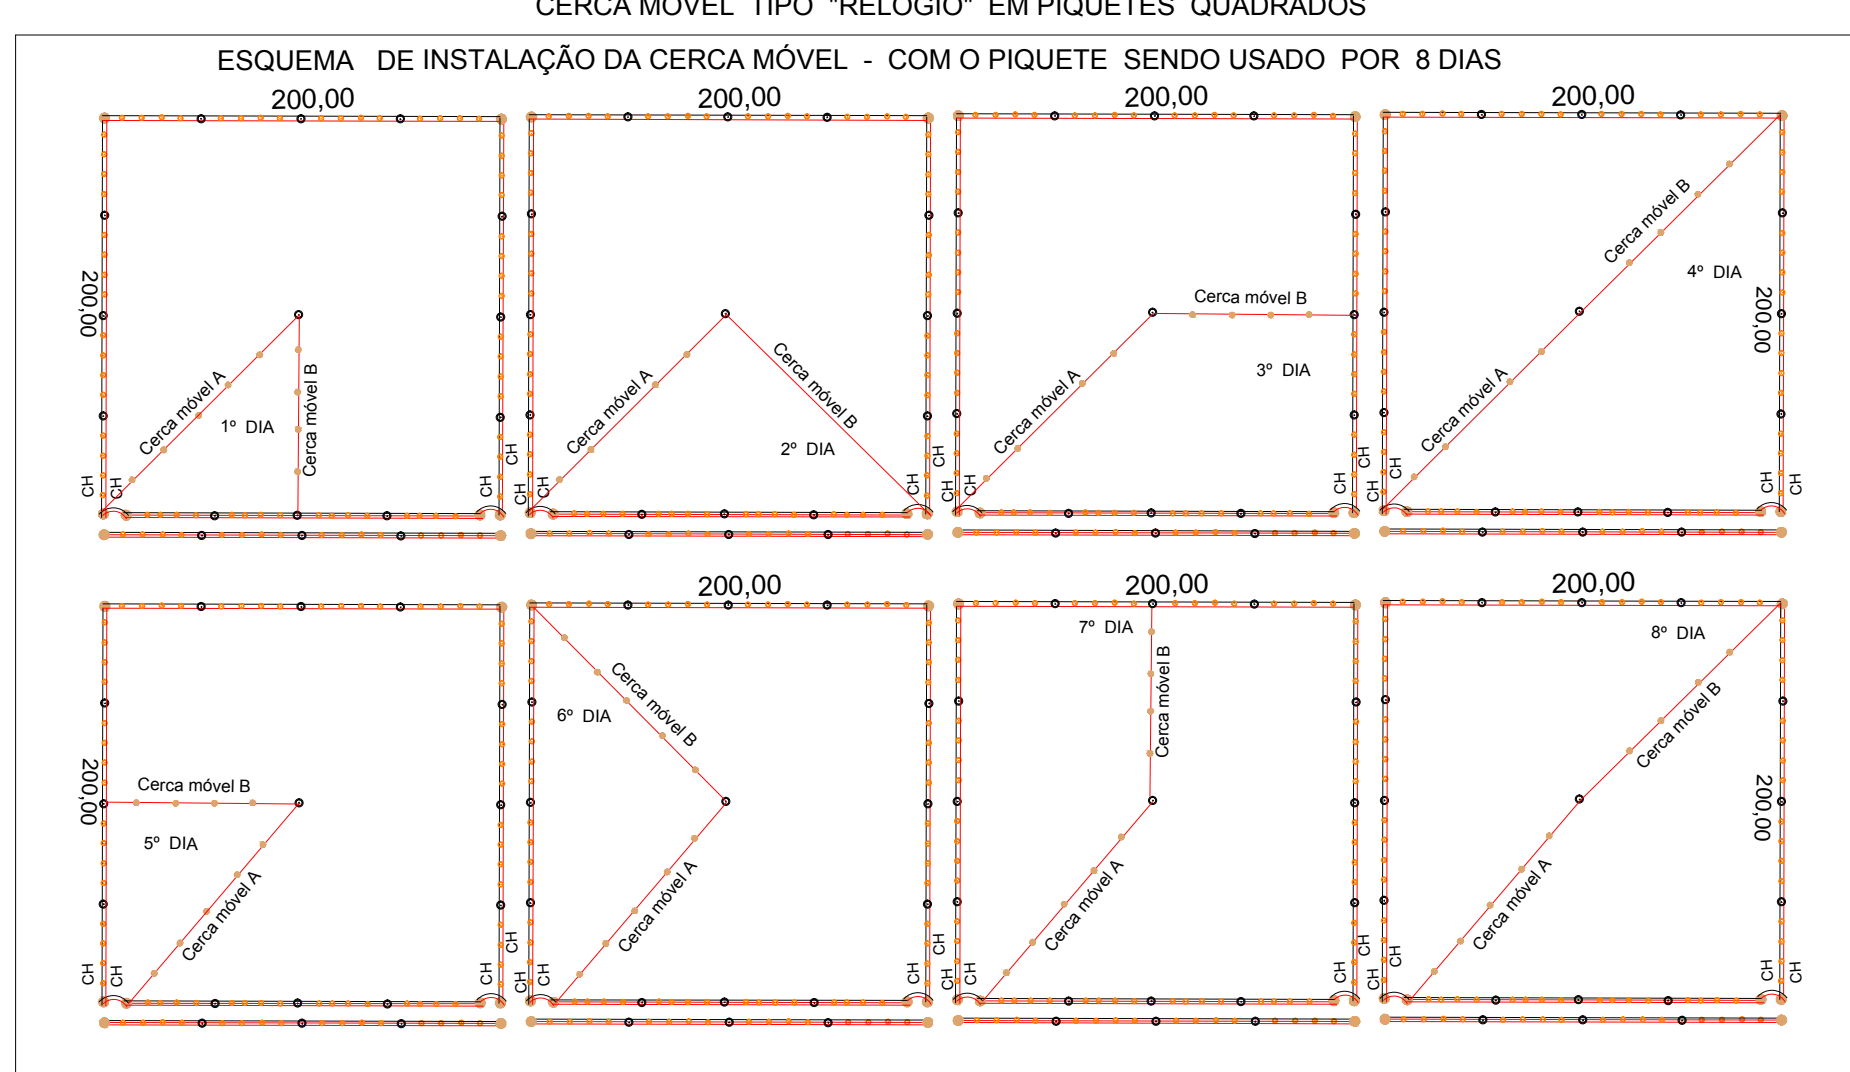 CERCA MÓVEL TIPO "RELÓGIO" EM PIQUETES QUADRADOS
ESQUEMA DE INSTALAÇÃO DA CERCA MÓVEL - COM O PIQUETE SENDO USADO POR 8 DIAS
200,00
200,00
200,00
200,00
200,00
Cerca móvel A
1º DIA
Cerca móvel B
CH
CH
CH
CH
Cerca móvel A
Cerca móvel B
2º DIA
CH
CH
CH
CH
Cerca móvel A
Cerca móvel B
3º DIA
CH
CH
CH
CH
Cerca móvel A
Cerca móvel B
4º DIA
200,00
CH
CH
CH
CH
200,00
200,00
200,00
200,00
Cerca móvel B
5º DIA
Cerca móvel A
CH
CH
CH
CH
6º DIA
Cerca móvel B
Cerca móvel A
CH
CH
CH
CH
7º DIA
Cerca móvel B
Cerca móvel A
CH
CH
CH
CH
8º DIA
Cerca móvel B
Cerca móvel A
200,00
CH
CH
CH
CH